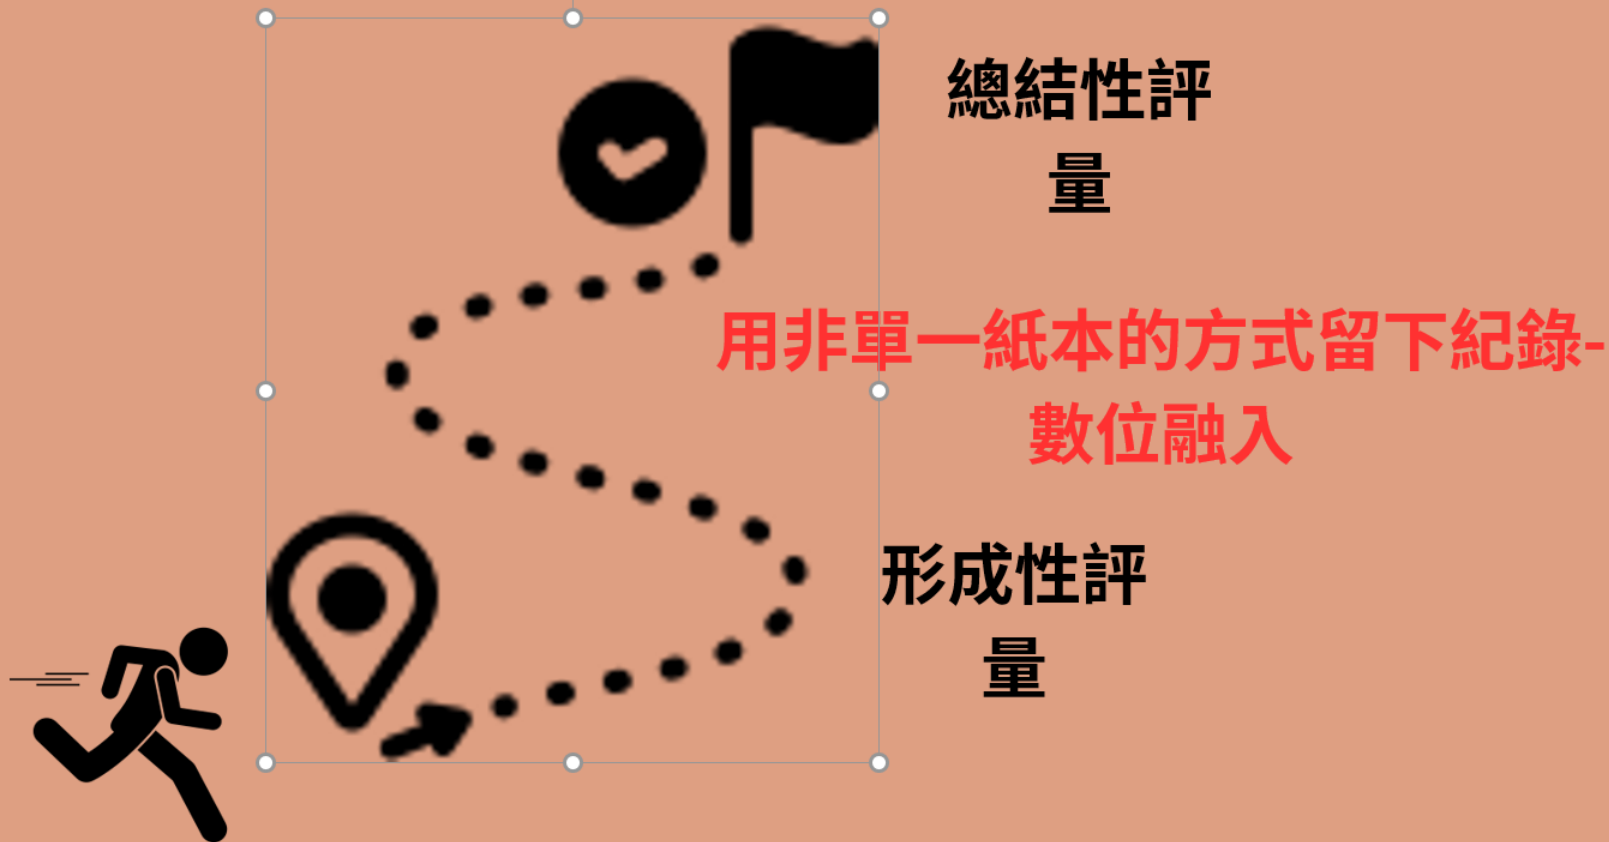 總結性評
量
用非單一紙本的方式留下紀錄-
數位融入
形成性評
量